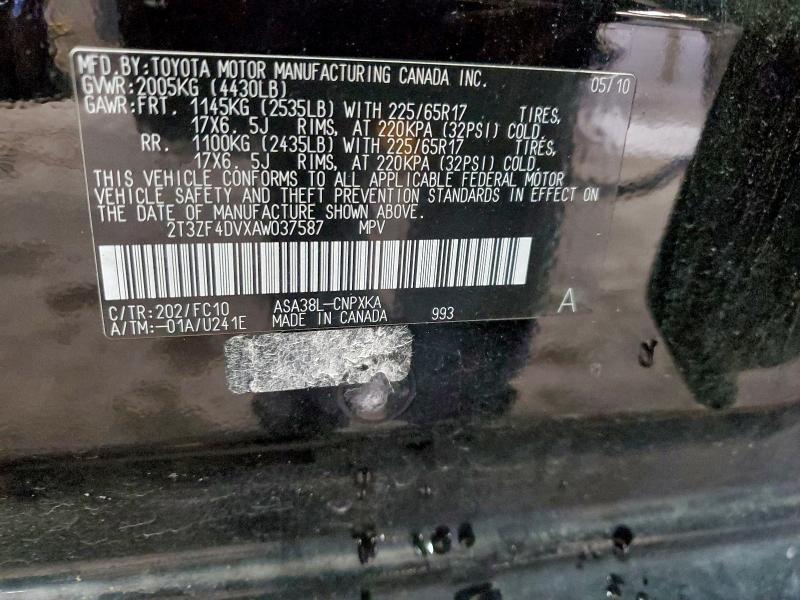 MFD.BY:TOYOTA MOTOR MANUFACTURING CANADA INC.
GVWR:2005KG (4430LB) 05/10
GAWR:FRT. 1145KG (2535LB) WITH 225/65R17 TIRES,
17X6. 5J RIMS, AT 220KPA (32PSI) COLD.
RR. 1100KG (2435LB) WITH 225/65R17 TIRES,
17X6. 5J RIMS, AT 220KPA (32PSI) COLD.
THIS VEHICLE CONFORMS TO ALL APPLICABLE FEDERAL MOTOR
VEHICLE SAFETY AND THEFT PREVENTION STANDARDS IN EFFECT ON
THE DATE OF MANUFACTURE SHOWN ABOVE.
2T3ZF4DVXAW037587 MPV
C/TR:202/FC10 ASA38L-CNPXKA A
A/TM:-01A/U241E MADE IN CANADA 993